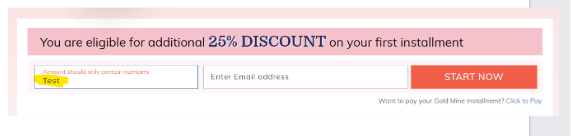 You are eligible for additional 25% DISCOUNT on your first installment
Amount should only contain numbers
Test
Enter Email address
START NOW
Want to pay your Gold Mine Installment? Click to Pay